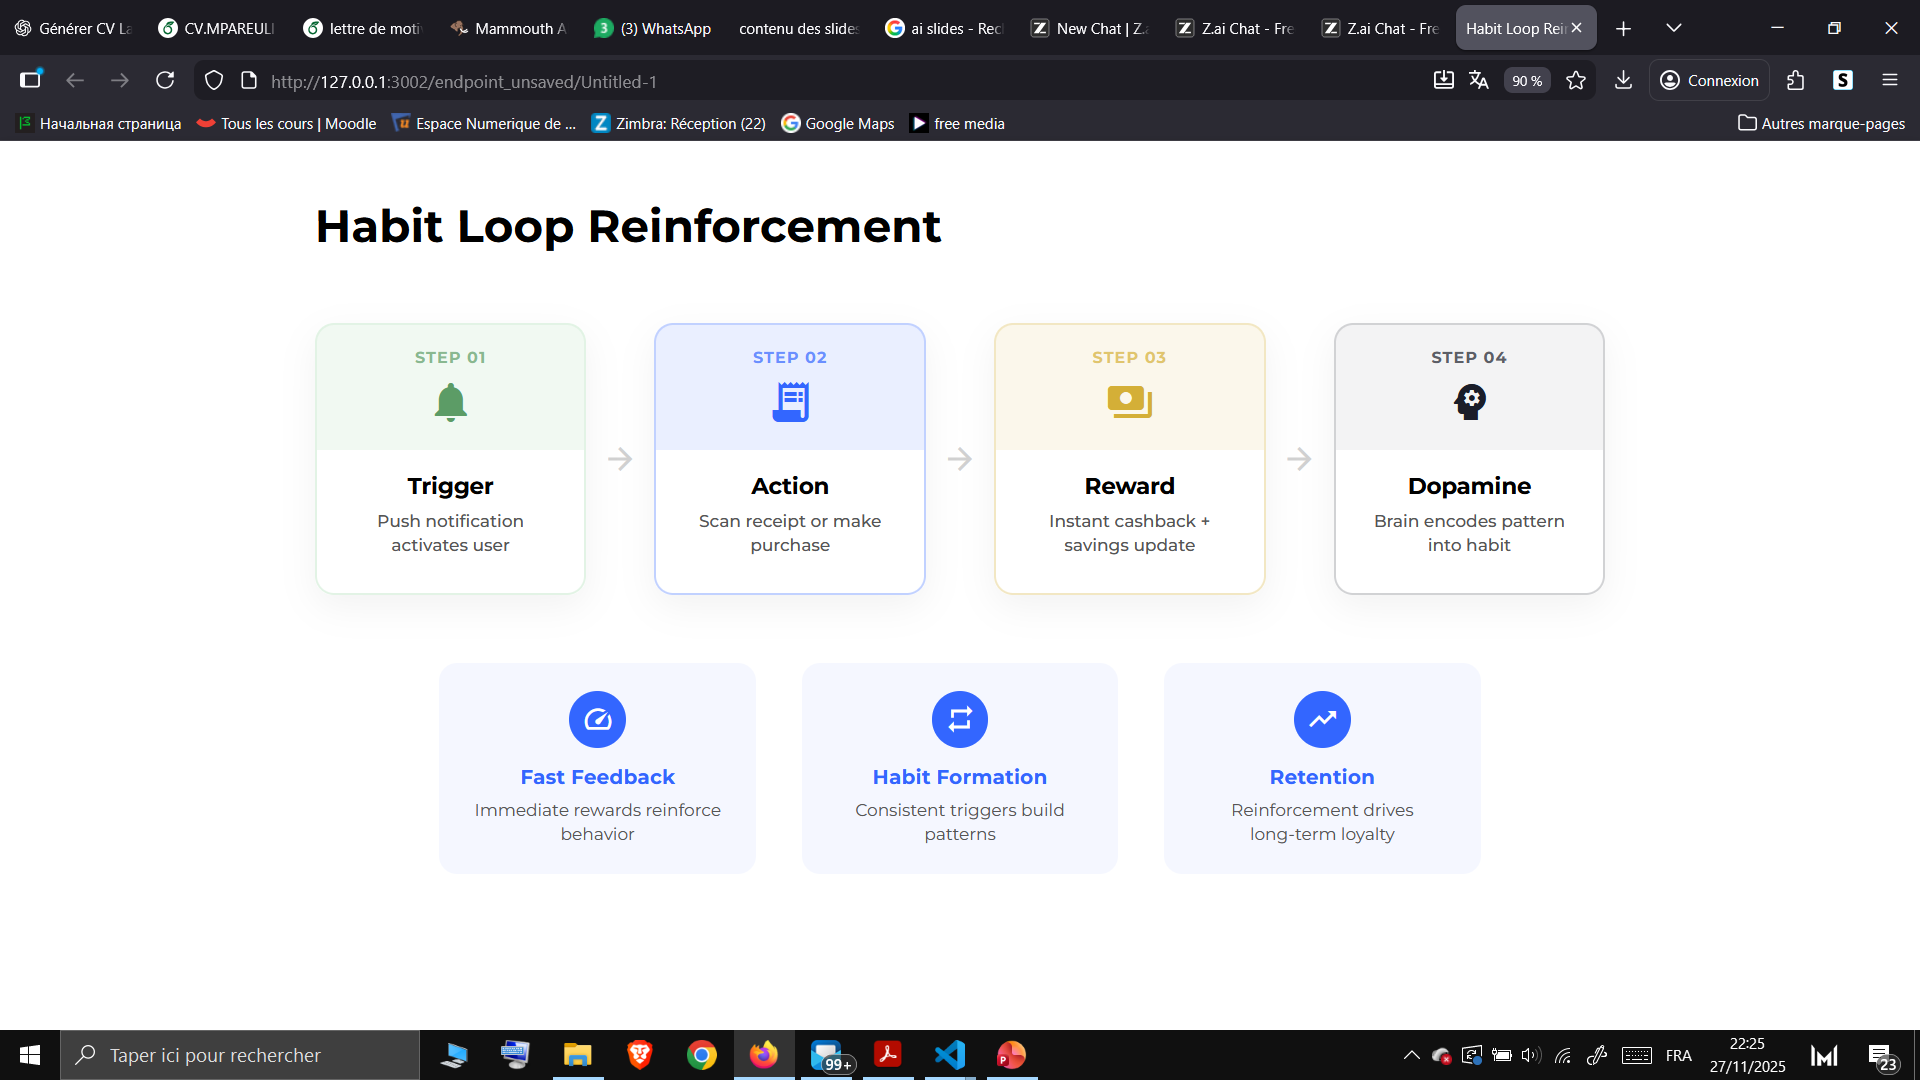 Générer CV La
CV.MPAREULI
lettre de motiv
Mammouth A
(3) WhatsApp
contenu des slides
ai slides - Rec
New Chat | Z.a
Z.ai Chat - Fre
Z.ai Chat - Fre
Habit Loop Rein
http://127.0.0.1:3002/endpoint_unsaved/Untitled-1
90 %
Connexion
Начальная страница
Tous les cours | Moodle
Espace Numerique de ...
Zimbra: Réception (22)
Google Maps
free media
Autres marque-pages
Habit Loop Reinforcement
STEP 01
Trigger
Push notification
activates user
STEP 02
Action
Scan receipt or make
purchase
STEP 03
Reward
Instant cashback +
savings update
STEP 04
Dopamine
Brain encodes pattern
into habit
Fast Feedback
Immediate rewards reinforce
behavior
Habit Formation
Consistent triggers build
patterns
Retention
Reinforcement drives
long-term loyalty
Taper ici pour rechercher
99+
FRA
22:25
27/11/2025
23